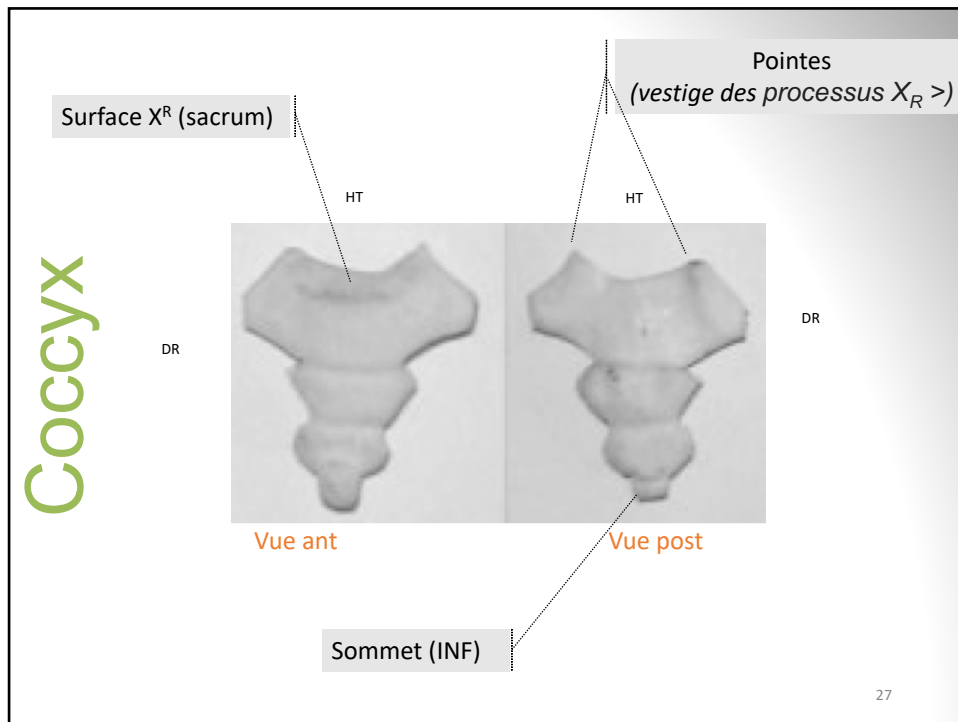 Pointes
(vestige des processus X_R >)
Surface X^R (sacrum)
HT
HT
Coccyx
DR
DR
Vue ant
Vue post
Sommet (INF)
27